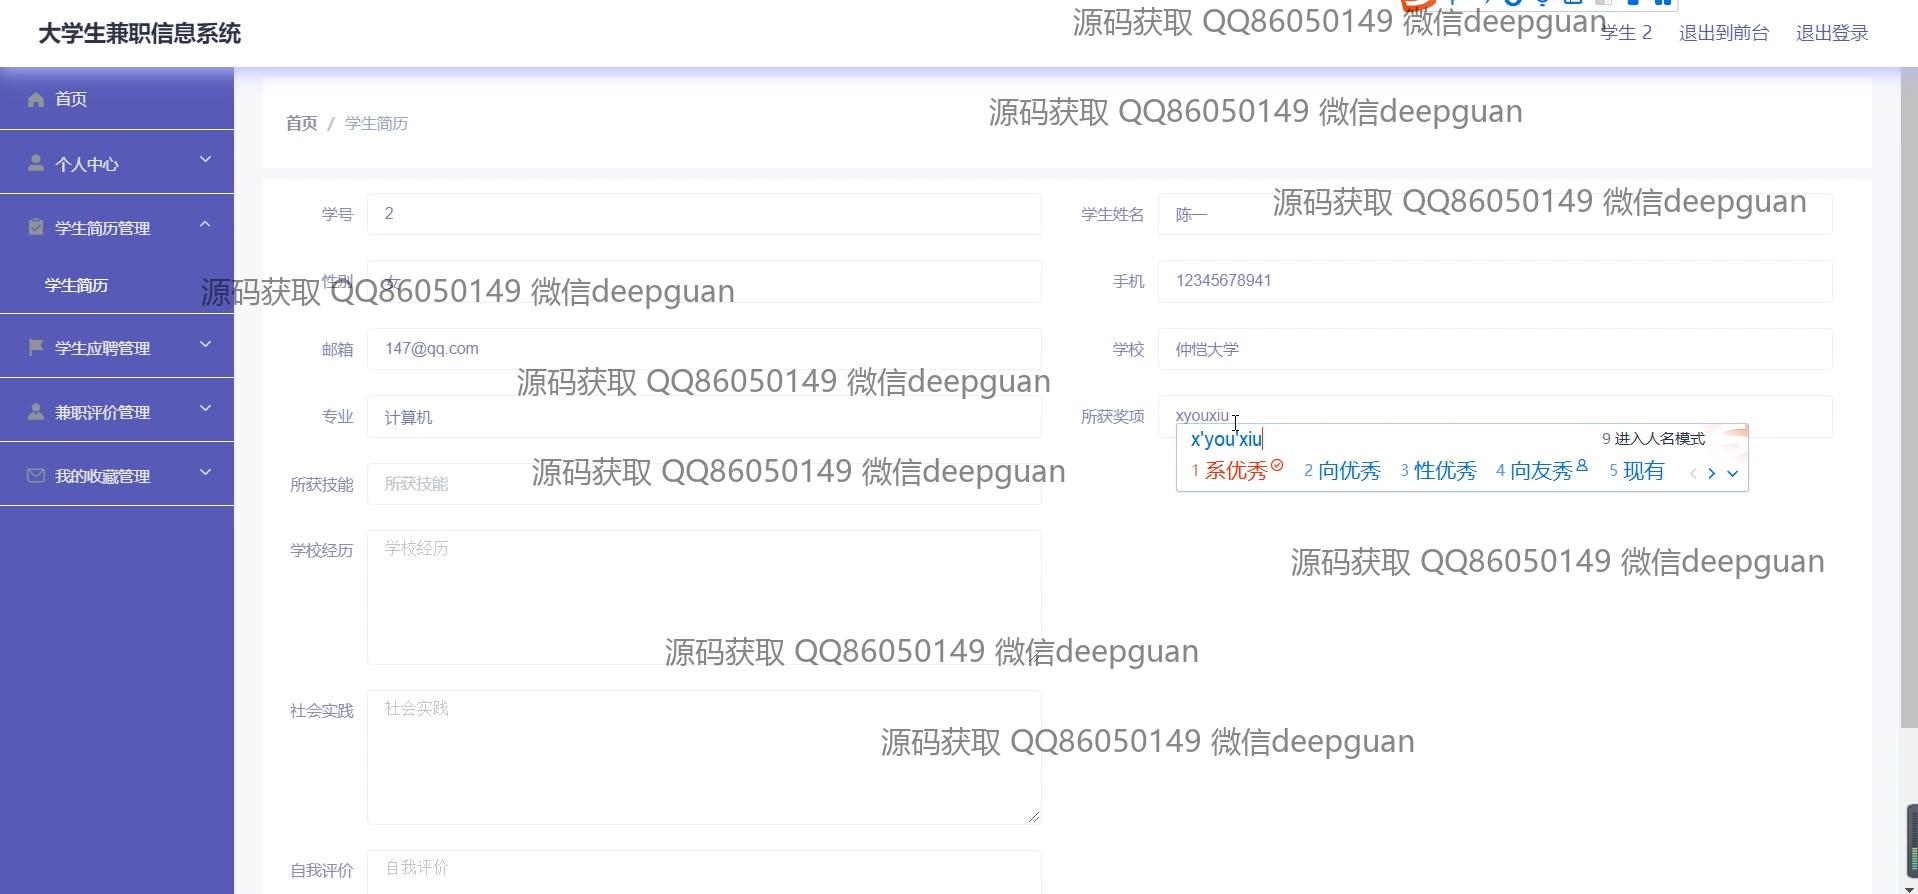 大学生兼职信息系统
源码获取 QQ86050149 微信deepguan
学生 2 退出到前台 退出登录
首页
个人中心
学生简历管理
学生简历
学生应聘管理
兼职评价管理
我的收藏管理
首页 / 学生简历
源码获取 QQ86050149 微信deepguan
学号 2
学生姓名 陈一
源码获取 QQ86050149 微信deepguan
性别 女
源码获取 QQ86050149 微信deepguan
手机 12345678941
邮箱 147@qq.com
学校 仲恺大学
源码获取 QQ86050149 微信deepguan
专业 计算机
所获奖项 xyouxiu
x'you'xiu 9 进入人名模式
1 系优秀 2 向优秀 3 性优秀 4 向友秀 5 现有
所获技能 所获技能
源码获取 QQ86050149 微信deepguan
学校经历 学校经历
源码获取 QQ86050149 微信deepguan
源码获取 QQ86050149 微信deepguan
社会实践 社会实践
源码获取 QQ86050149 微信deepguan
自我评价 自我评价